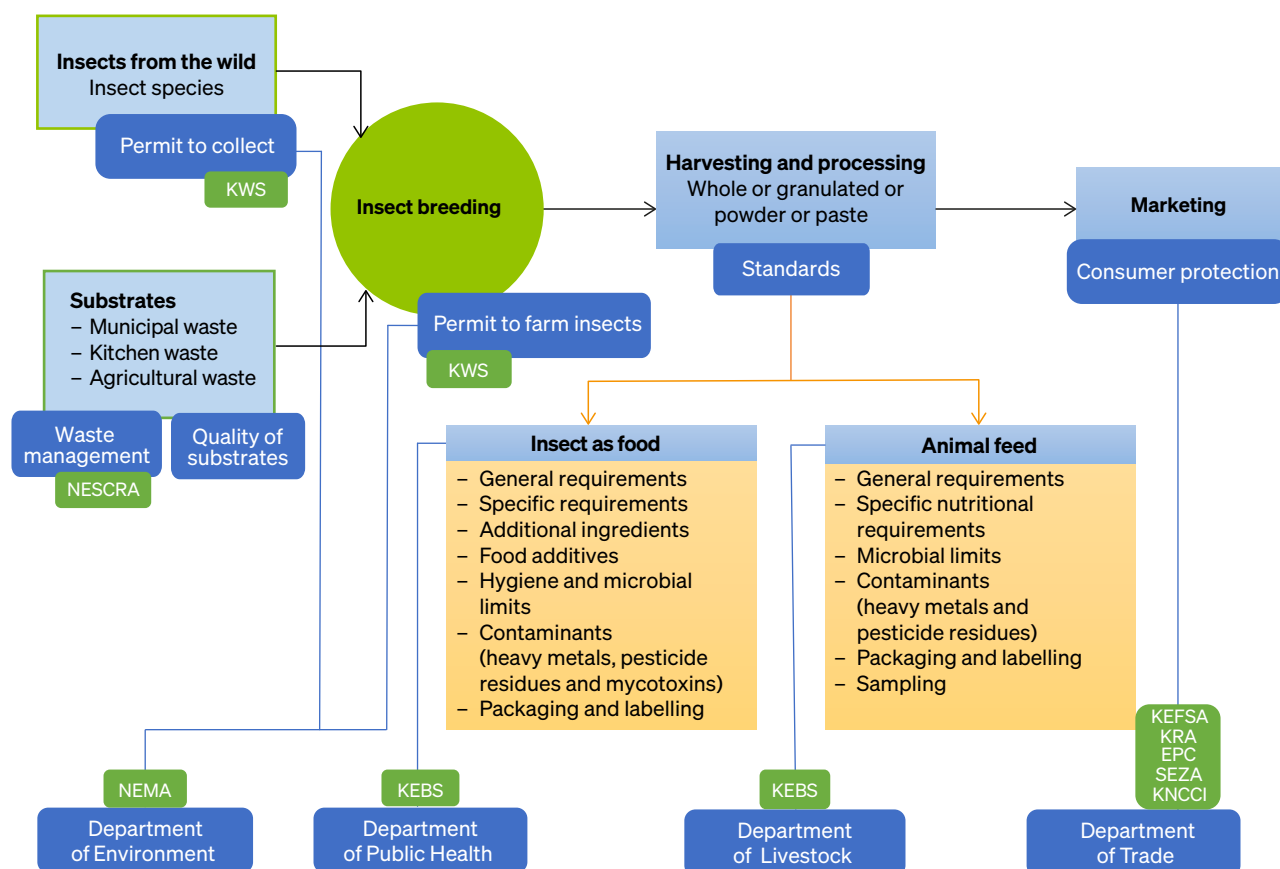 Insects from the wild
Insect species
Permit to collect
KWS
Insect breeding
Harvesting and processing
Whole or granulated or
powder or paste
Standards
Marketing
Consumer protection
Substrates
– Municipal waste
– Kitchen waste
– Agricultural waste
Waste
management
NESCRA
Quality of
substrates
Permit to farm insects
KWS
Insect as food
– General requirements
– Specific requirements
– Additional ingredients
– Food additives
– Hygiene and microbial
limits
– Contaminants
(heavy metals, pesticide
residues and mycotoxins)
– Packaging and labelling
Animal feed
– General requirements
– Specific nutritional
requirements
– Microbial limits
– Contaminants
(heavy metals and
pesticide residues)
– Packaging and labelling
– Sampling
NEMA
Department
of Environment
KEBS
Department
of Public Health
KEBS
Department
of Livestock
KEFSA
KRA
EPC
SEZA
KNCCI
Department
of Trade